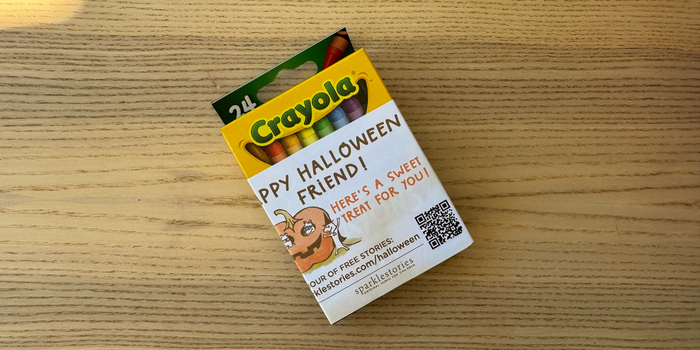 24
Crayola
PPY HALLOWEEN
FRIEND!
HERE'S A SWEET
TREAT FOR YOU!
OUR OF FREE STORIES:
klestories.com/halloween
sparklestories